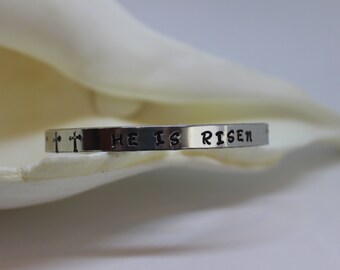 HE IS RISEN